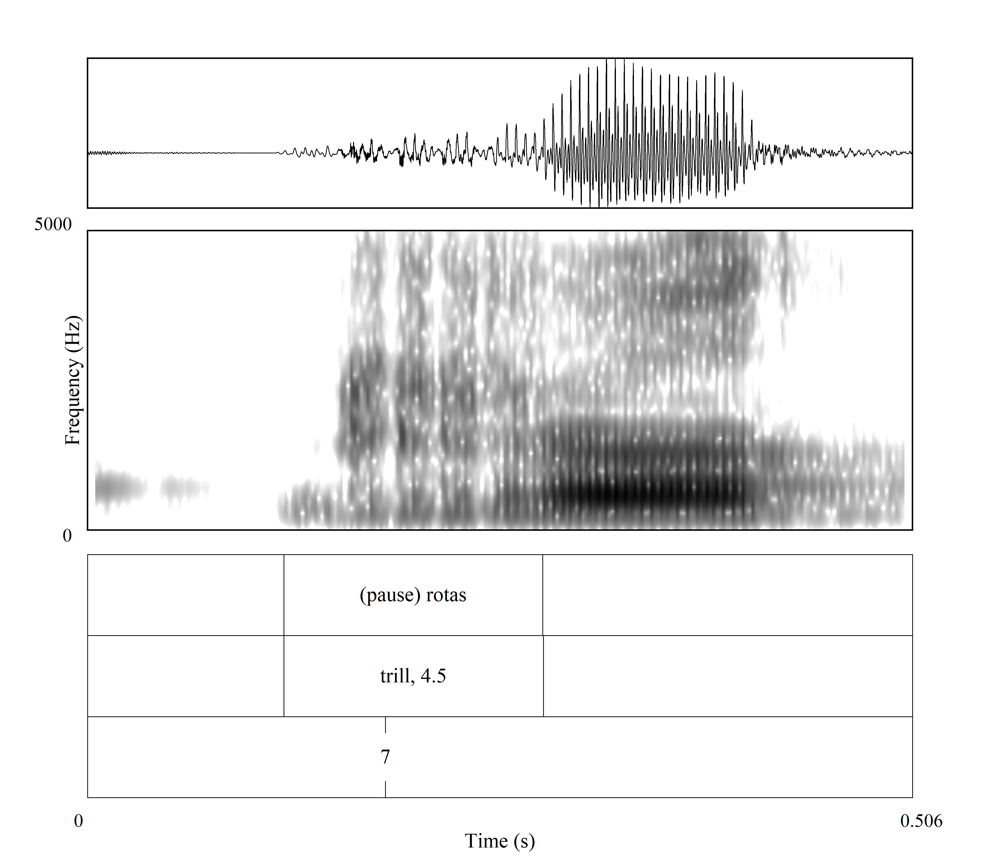 5000
Frequency (Hz)
0
(pause) rotas
trill, 4.5
7
0 0.506
Time (s)